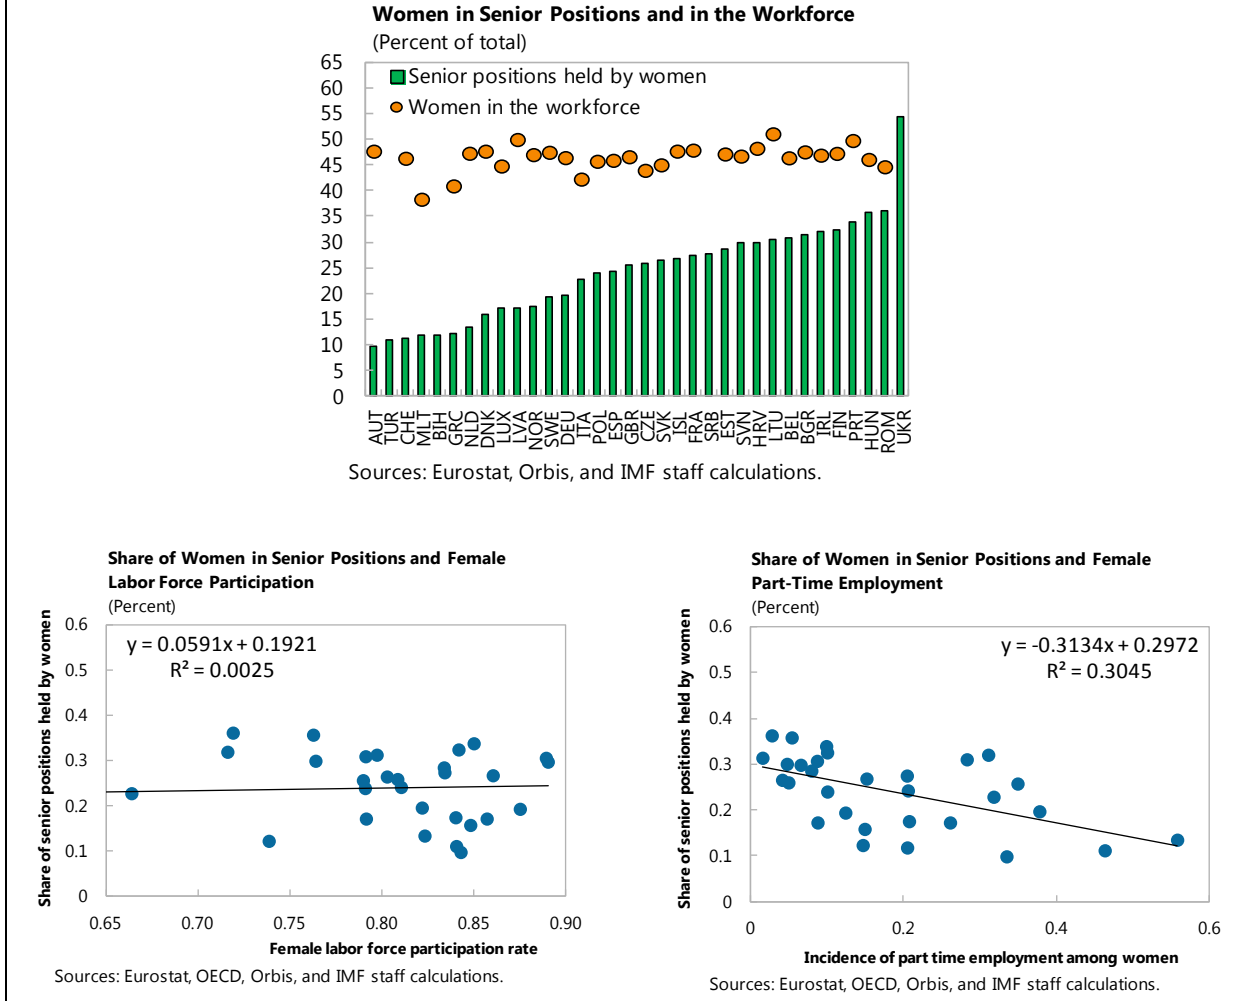 Women in Senior Positions and in the Workforce
(Percent of total)
65
60
55
50
45
40
35
30
25
20
15
10
5
0
Senior positions held by women
Women in the workforce
AUT
TUR
CHE
MLT
BIH
GRC
NLD
DNK
LUX
LVA
NOR
SWE
DEU
ITA
POL
ESP
GBR
CZE
SVK
ISL
FRA
SRB
EST
SVN
HRV
LTU
BEL
BGR
IRL
FIN
PRT
HUN
ROM
UKR
Sources: Eurostat, Orbis, and IMF staff calculations.
Share of Women in Senior Positions and Female
Labor Force Participation
(Percent)
Share of senior positions held by women
0.6
0.5
0.4
0.3
0.2
0.1
0
y = 0.0591x + 0.1921
R² = 0.0025
0.65 0.70 0.75 0.80 0.85 0.90
Female labor force participation rate
Sources: Eurostat, OECD, Orbis, and IMF staff calculations.
Share of Women in Senior Positions and Female
Part-Time Employment
(Percent)
Share of senior positions held by women
0.6
0.5
0.4
0.3
0.2
0.1
0
y = -0.3134x + 0.2972
R² = 0.3045
0 0.2 0.4 0.6
Incidence of part time employment among women
Sources: Eurostat, OECD, Orbis, and IMF staff calculations.